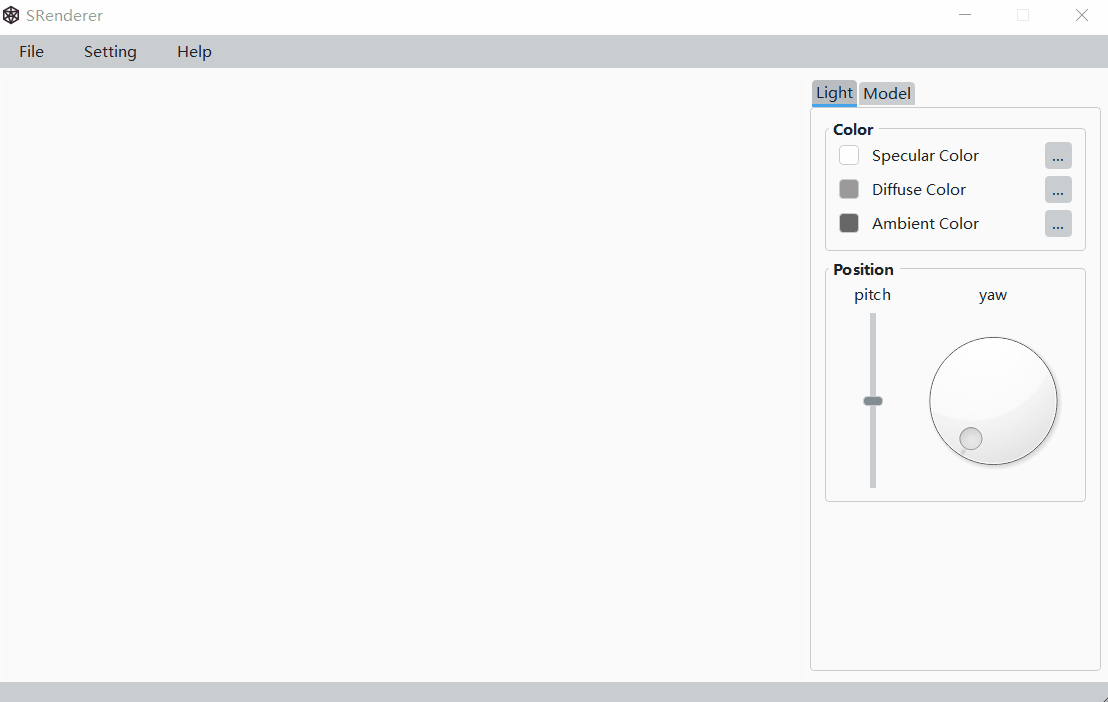 SRenderer
File Setting Help
Light Model
Color
Specular Color ...
Diffuse Color ...
Ambient Color ...
Position
pitch yaw